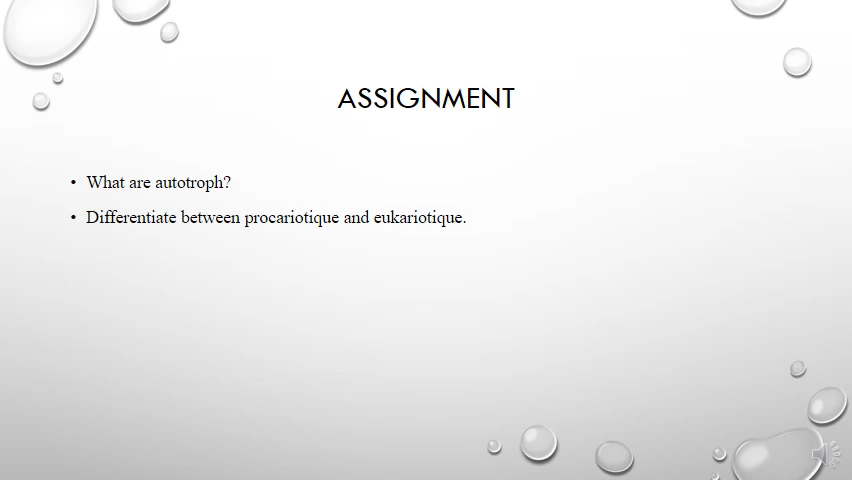 ASSIGNMENT
• What are autotroph?
• Differentiate between procariotique and eukariotique.